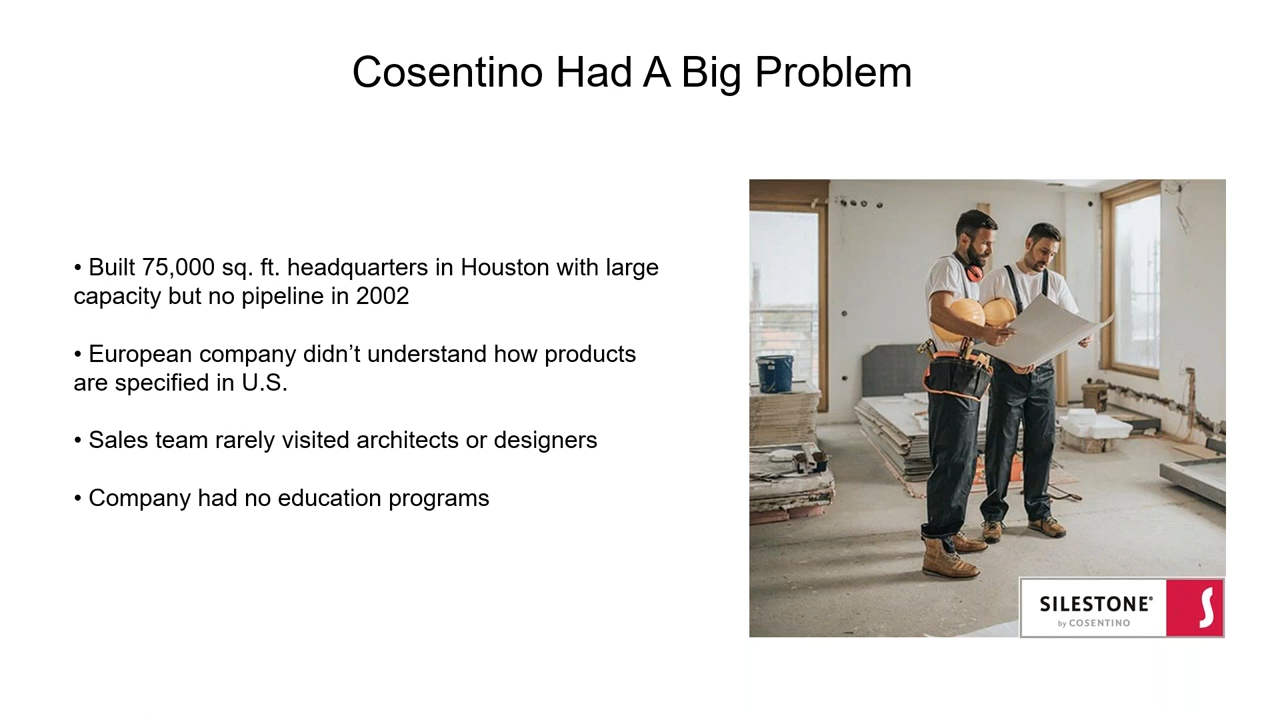 Cosentino Had A Big Problem
• Built 75,000 sq. ft. headquarters in Houston with large
capacity but no pipeline in 2002
• European company didn’t understand how products
are specified in U.S.
• Sales team rarely visited architects or designers
• Company had no education programs
SILESTONE®
by COSENTINO